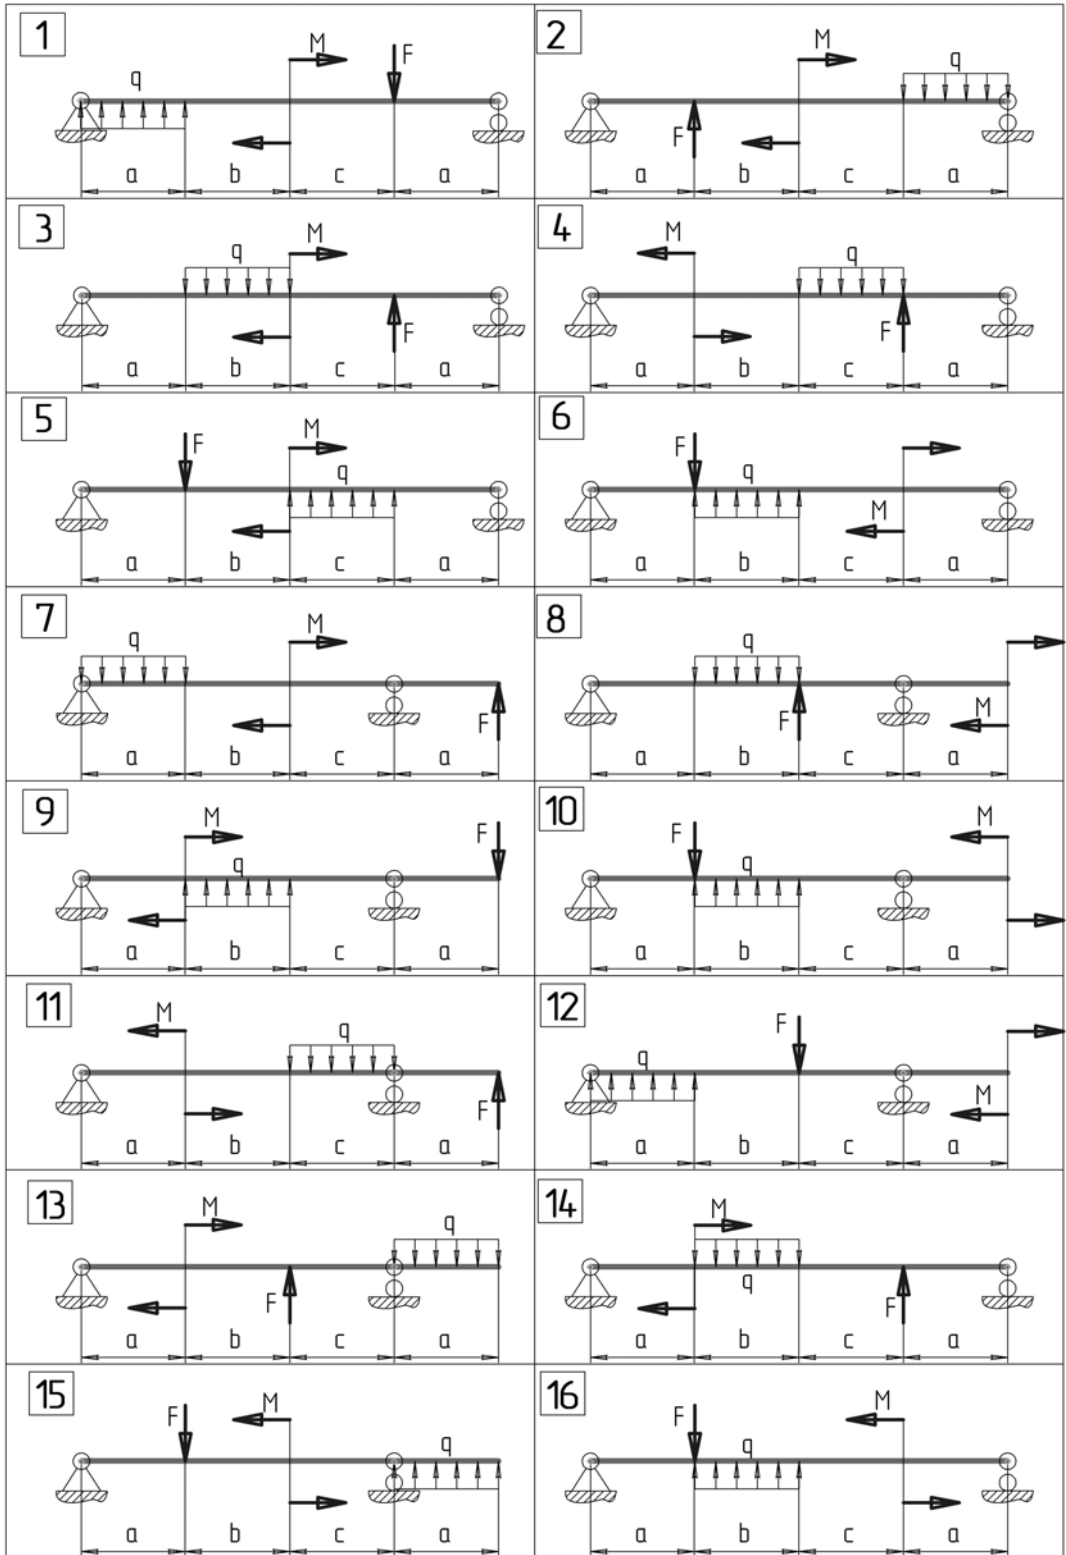 1 2
M F M q
q
F
a b c a a b c a
3 4
M M
q q
F F
a b c a a b c a
5 6
F M F q
q M
a b c a a b c a
7 8
q M q
F F M
a b c a a b c a
9 10
M F F M
q q
a b c a a b c a
11 12
M q F
q
F M
a b c a a b c a
13 14
M q M
F q F
a b c a a b c a
15 16
F M F M
q q
a b c a a b c a